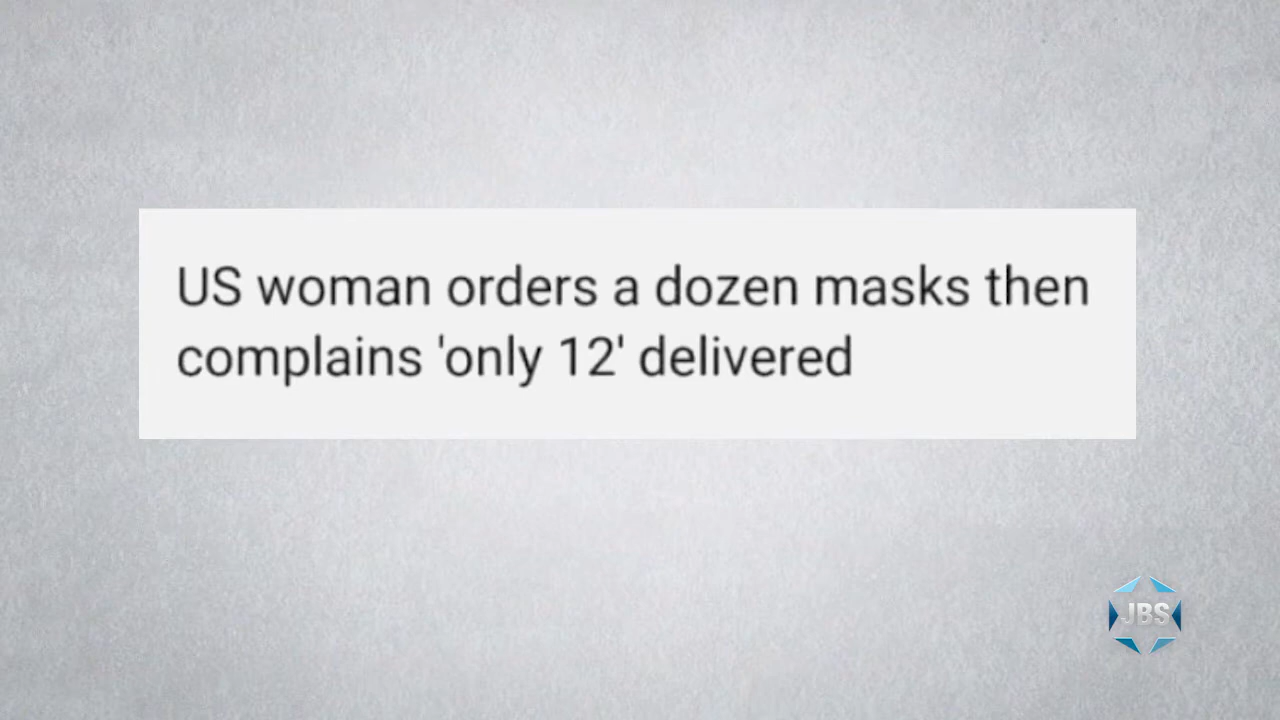 US woman orders a dozen masks then
complains 'only 12' delivered
JBS